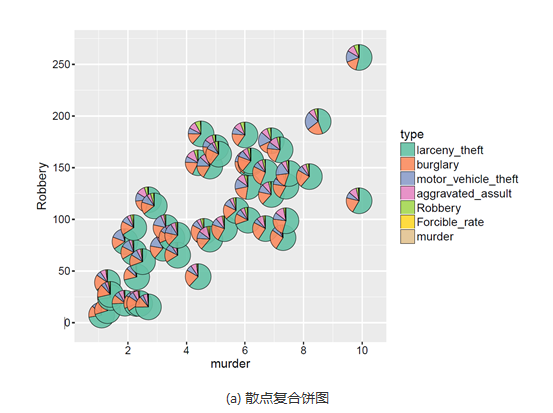 250
200
150
100
50
0
Robbery
2
4
6
8
10
murder
type
larceny_theft
burglary
motor_vehicle_theft
aggravated_assult
Robbery
Forcible_rate
murder
(a) 散点复合饼图